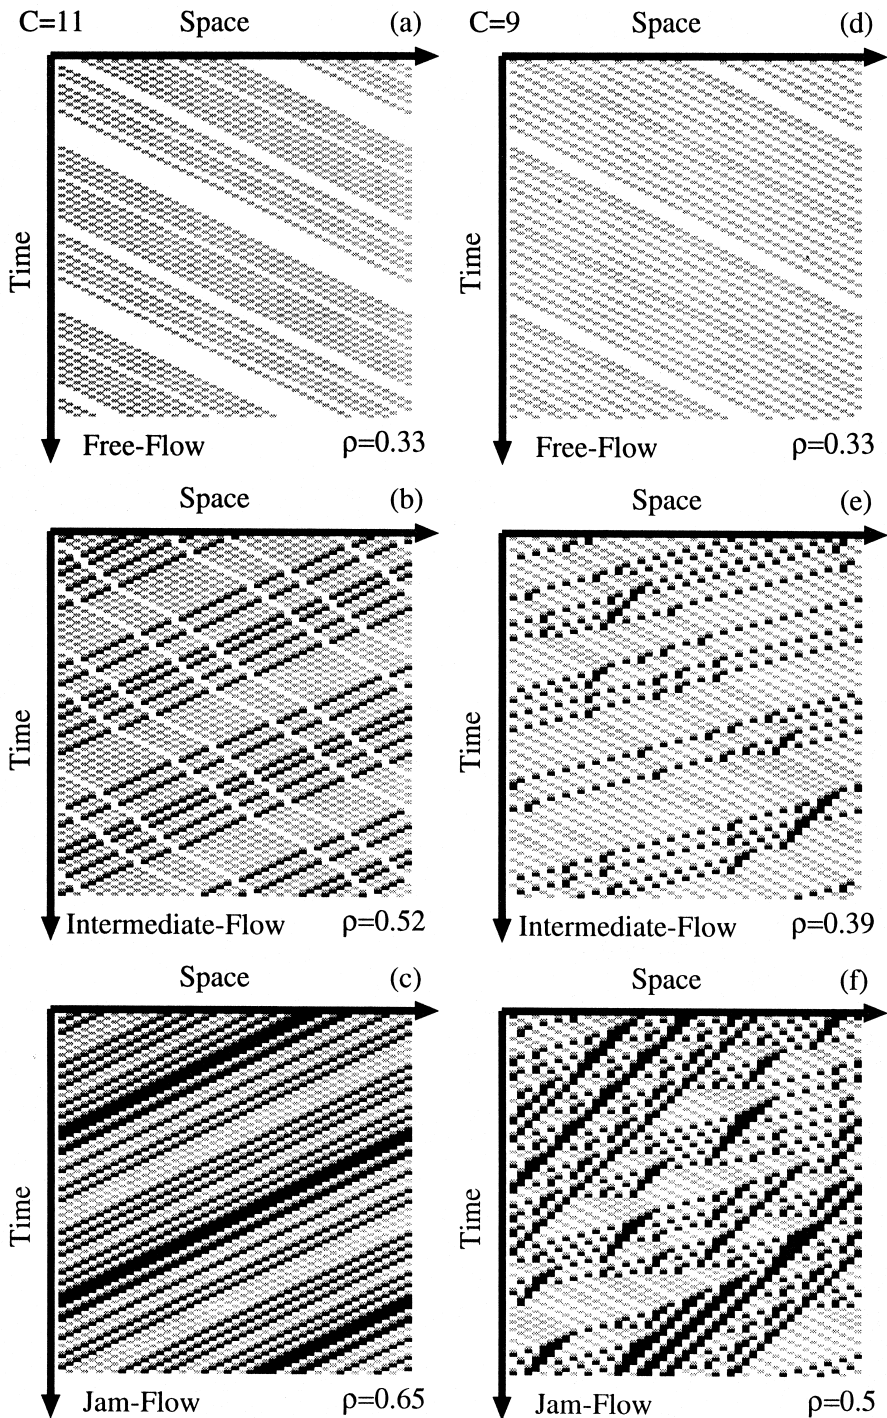 C=11 Space (a)
Time
Free-Flow ρ=0.33
C=9 Space (d)
Time
Free-Flow ρ=0.33
Space (b)
Time
Intermediate-Flow ρ=0.52
Space (e)
Time
Intermediate-Flow ρ=0.39
Space (c)
Time
Jam-Flow ρ=0.65
Space (f)
Time
Jam-Flow ρ=0.5